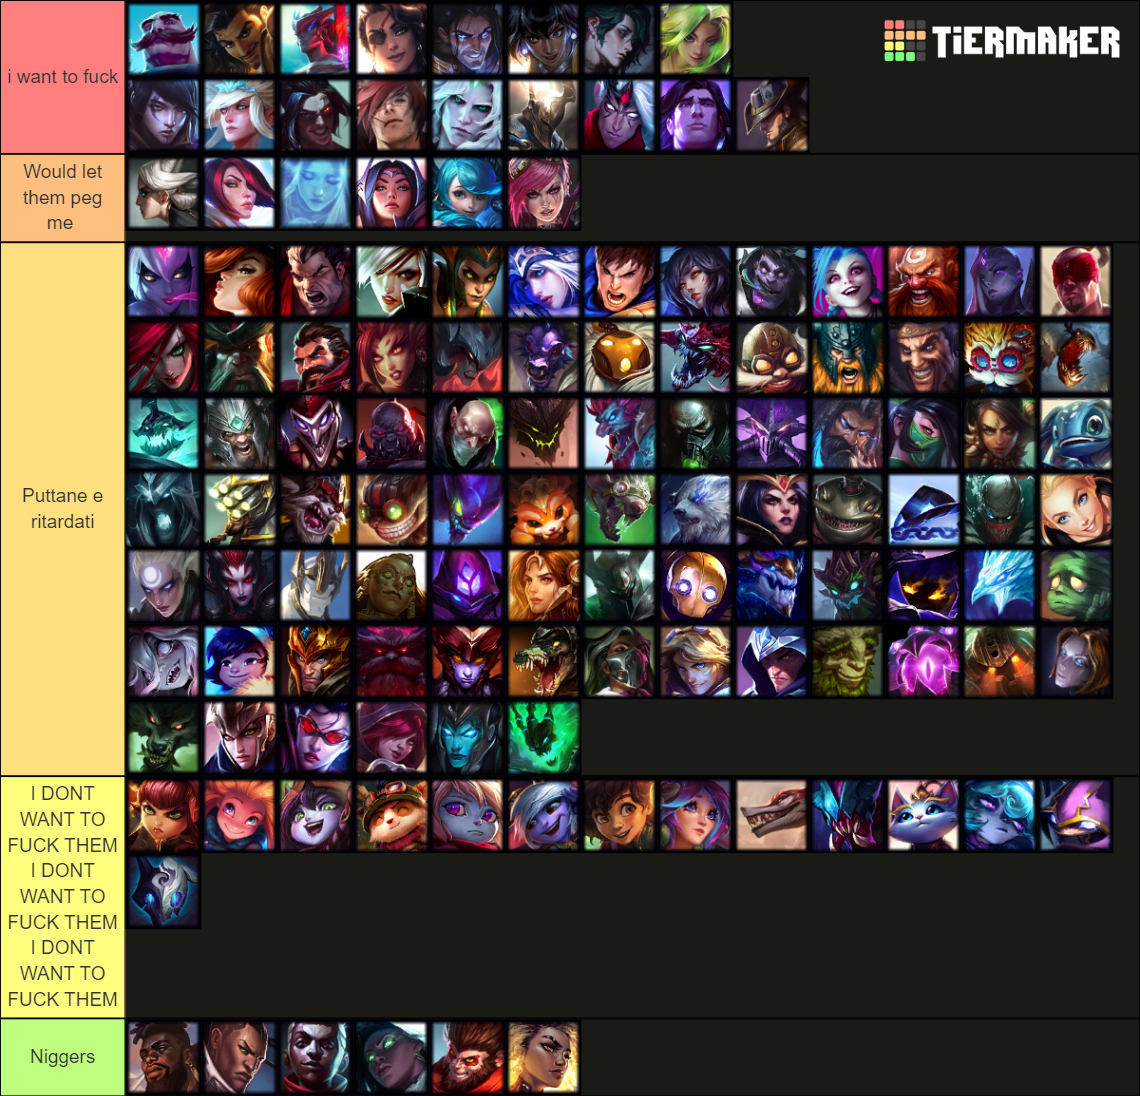 i want to fuck
TiERMAKER
Would let
them peg
me
Puttane e
ritardati
I DONT
WANT TO
FUCK THEM
I DONT
WANT TO
FUCK THEM
I DONT
WANT TO
FUCK THEM
Niggers